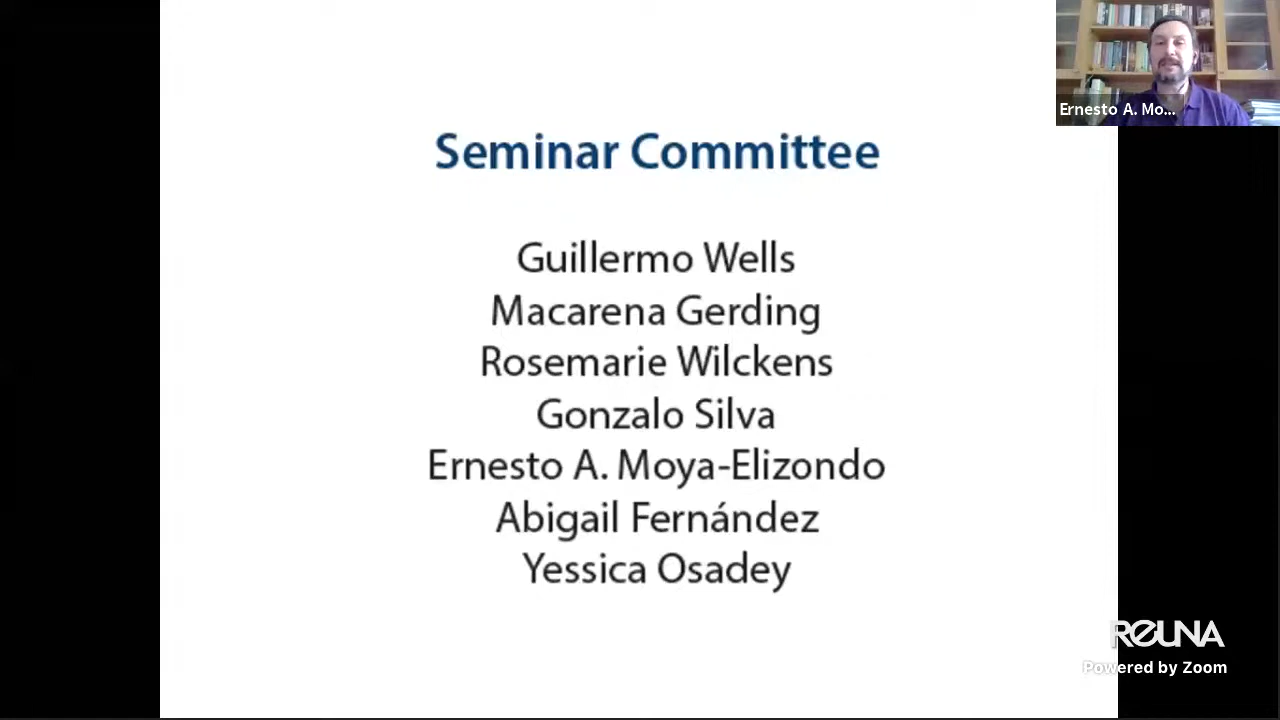 Seminar Committee
Guillermo Wells
Macarena Gerding
Rosemarie Wilckens
Gonzalo Silva
Ernesto A. Moya-Elizondo
Abigail Fernández
Yessica Osadey
Ernesto A. Mo...
REUNA
Powered by Zoom